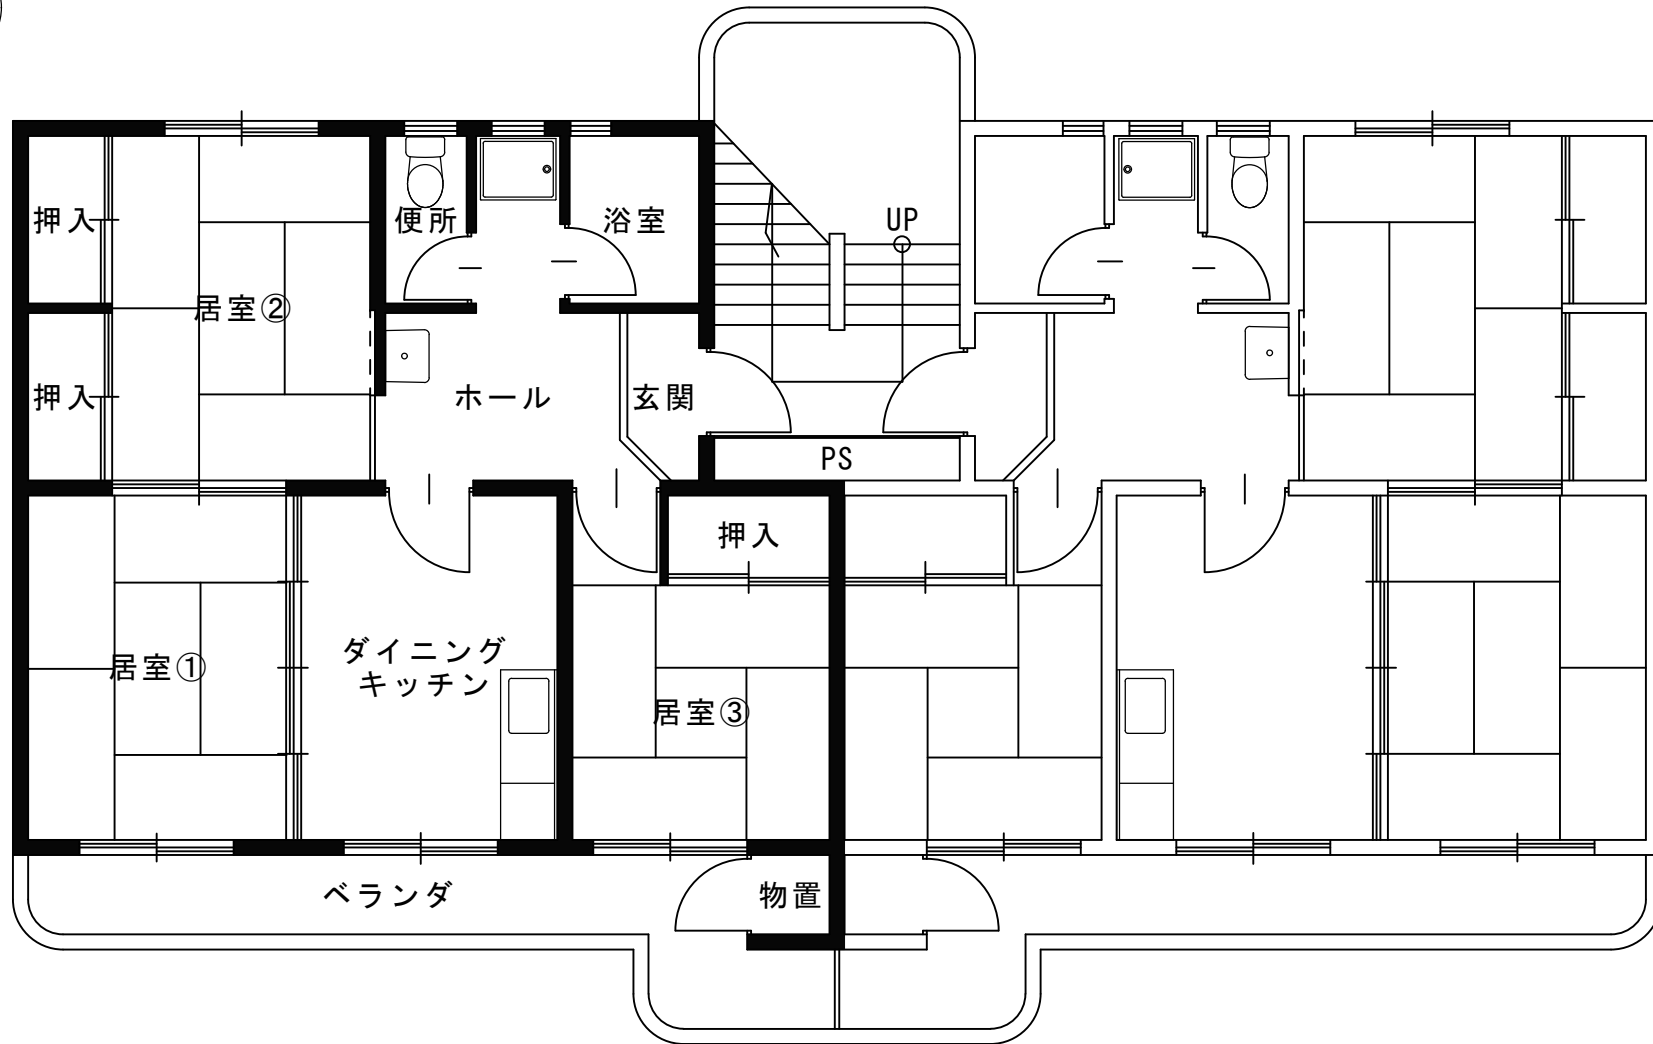 押入
便所
浴室
UP
居室②
押入
ホール
玄関
PS
押入
居室①
ダイニング
キッチン
居室③
ベランダ
物置